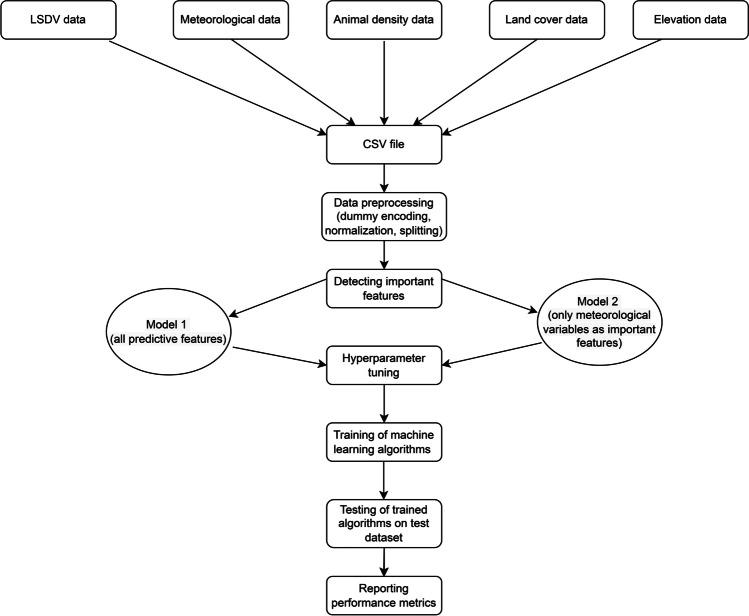 LSDV data
Meteorological data
Animal density data
Land cover data
Elevation data
CSV file
Data preprocessing
(dummy encoding,
normalization, splitting)
Detecting important
features
Model 1
(all predictive features)
Model 2
(only meteorological
variables as important
features)
Hyperparameter
tuning
Training of machine
learning algorithms
Testing of trained
algorithms on test
dataset
Reporting
performance metrics